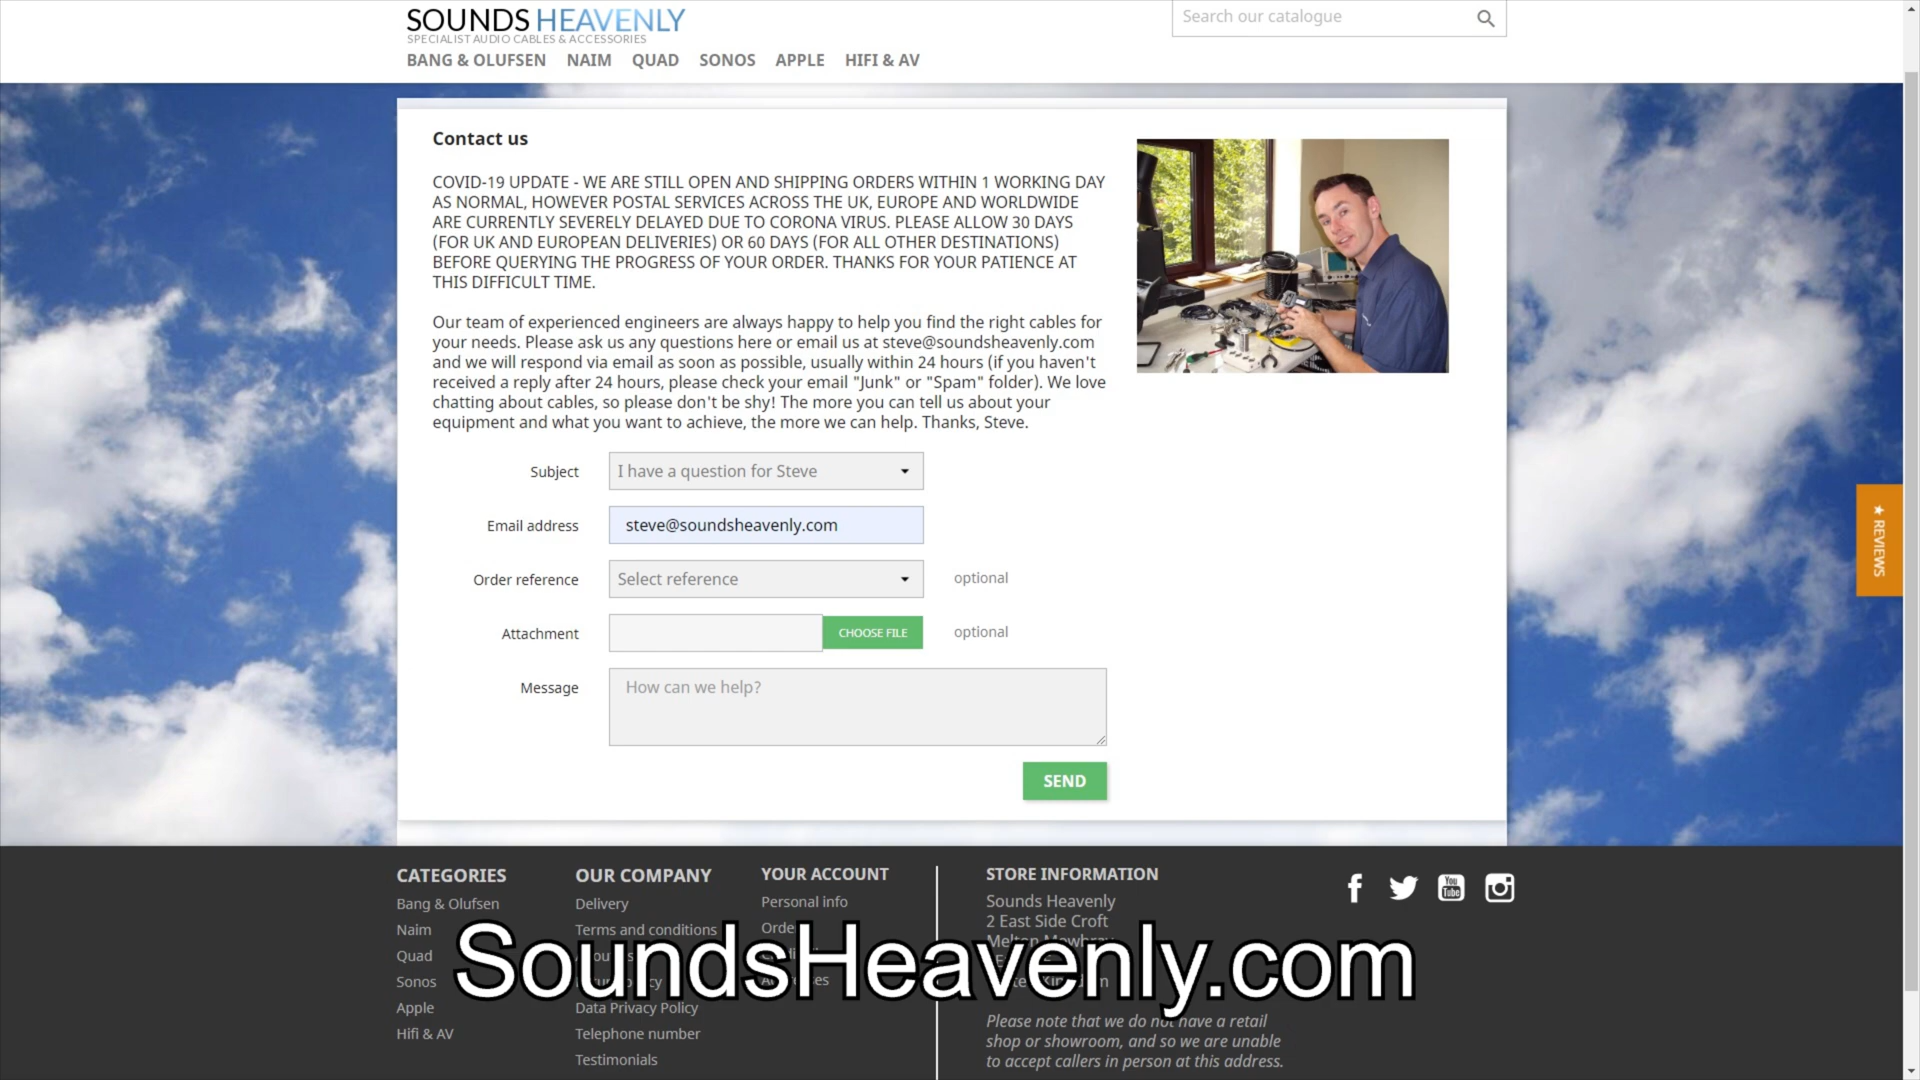 SOUNDS HEAVENLY
SPECIALIST AUDIO CABLES & ACCESSORIES
Search our catalogue
BANG & OLUFSEN NAIM QUAD SONOS APPLE HIFI & AV
Contact us
COVID-19 UPDATE - WE ARE STILL OPEN AND SHIPPING ORDERS WITHIN 1 WORKING DAY
AS NORMAL, HOWEVER POSTAL SERVICES ACROSS THE UK, EUROPE AND WORLDWIDE
ARE CURRENTLY SEVERELY DELAYED DUE TO CORONA VIRUS. PLEASE ALLOW 30 DAYS
(FOR UK AND EUROPEAN DELIVERIES) OR 60 DAYS (FOR ALL OTHER DESTINATIONS)
BEFORE QUERYING THE PROGRESS OF YOUR ORDER. THANKS FOR YOUR PATIENCE AT
THIS DIFFICULT TIME.
Our team of experienced engineers are always happy to help you find the right cables for
your needs. Please ask us any questions here or email us at steve@soundsheavenly.com
and we will respond via email as soon as possible, usually within 24 hours (if you haven't
received a reply after 24 hours, please check your email "Junk" or "Spam" folder). We love
chatting about cables, so please don't be shy! The more you can tell us about your
equipment and what you want to achieve, the more we can help. Thanks, Steve.
Subject I have a question for Steve
Email address steve@soundsheavenly.com
Order reference Select reference optional
Attachment CHOOSE FILE optional
Message How can we help?
SEND
★ REVIEWS
CATEGORIES
Bang & Olufsen
Naim
Quad
Sonos
Apple
Hifi & AV
OUR COMPANY
Delivery
Terms and conditions
Data Privacy Policy
Telephone number
Testimonials
YOUR ACCOUNT
Personal info
STORE INFORMATION
Sounds Heavenly
2 East Side Croft
Melton Mowbray
Please note that we do not have a retail
shop or showroom, and so we are unable
to accept callers in person at this address.
You Tube
SoundsHeavenly.com